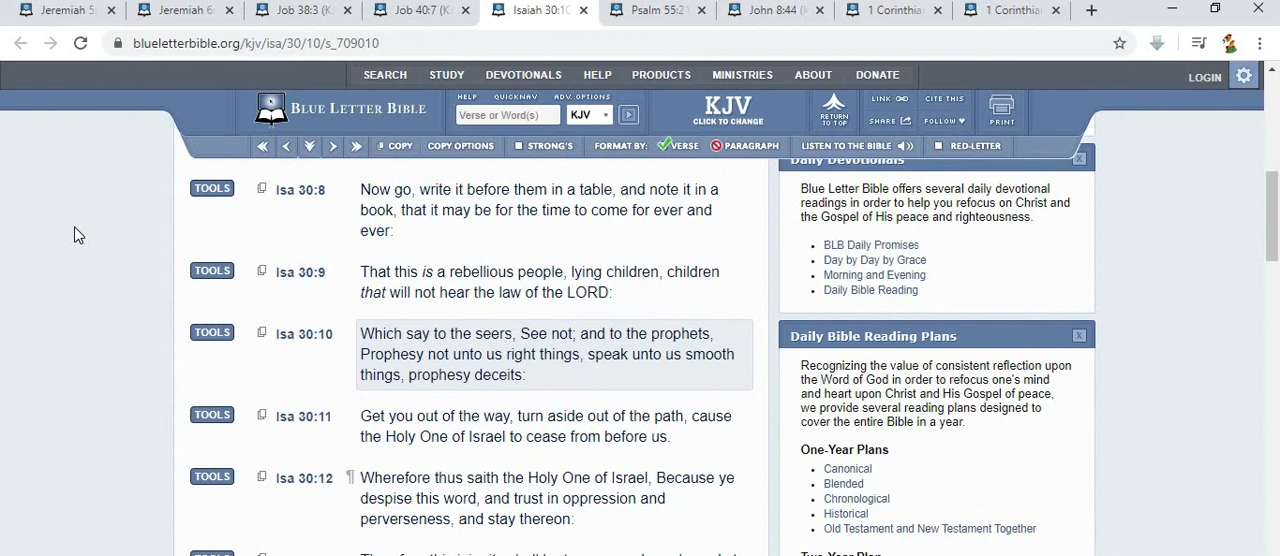 Jeremiah 5:
Jeremiah 6:
Job 38:3 (K
Job 40:7 (K
Isaiah 30:10
Psalm 55:21
John 8:44 (
1 Corinthian
1 Corinthian
blueletterbible.org/kjv/isa/30/10/s_709010
SEARCH STUDY DEVOTIONALS HELP PRODUCTS MINISTRIES ABOUT DONATE LOGIN
BLUE LETTER BIBLE
HELP QUICKNAV ADV. OPTIONS
Verse or Word(s) KJV
KJV
CLICK TO CHANGE
RETURN
TO TOP
LINK CITE THIS
SHARE FOLLOW
PRINT
COPY COPY OPTIONS STRONG'S FORMAT BY: VERSE PARAGRAPH LISTEN TO THE BIBLE RED-LETTER
TOOLS Isa 30:8 Now go, write it before them in a table, and note it in a
book, that it may be for the time to come for ever and
ever:
TOOLS Isa 30:9 That this is a rebellious people, lying children, children
that will not hear the law of the LORD:
TOOLS Isa 30:10 Which say to the seers, See not; and to the prophets,
Prophesy not unto us right things, speak unto us smooth
things, prophesy deceits:
TOOLS Isa 30:11 Get you out of the way, turn aside out of the path, cause
the Holy One of Israel to cease from before us.
TOOLS Isa 30:12 ¶ Wherefore thus saith the Holy One of Israel, Because ye
despise this word, and trust in oppression and
perverseness, and stay thereon:
Daily Devotionals
Blue Letter Bible offers several daily devotional
readings in order to help you refocus on Christ and
the Gospel of His peace and righteousness.
• BLB Daily Promises
• Day by Day by Grace
• Morning and Evening
• Daily Bible Reading
Daily Bible Reading Plans
Recognizing the value of consistent reflection upon
the Word of God in order to refocus one's mind
and heart upon Christ and His Gospel of peace,
we provide several reading plans designed to
cover the entire Bible in a year.
One-Year Plans
• Canonical
• Blended
• Chronological
• Historical
• Old Testament and New Testament Together
Two-Year Plan